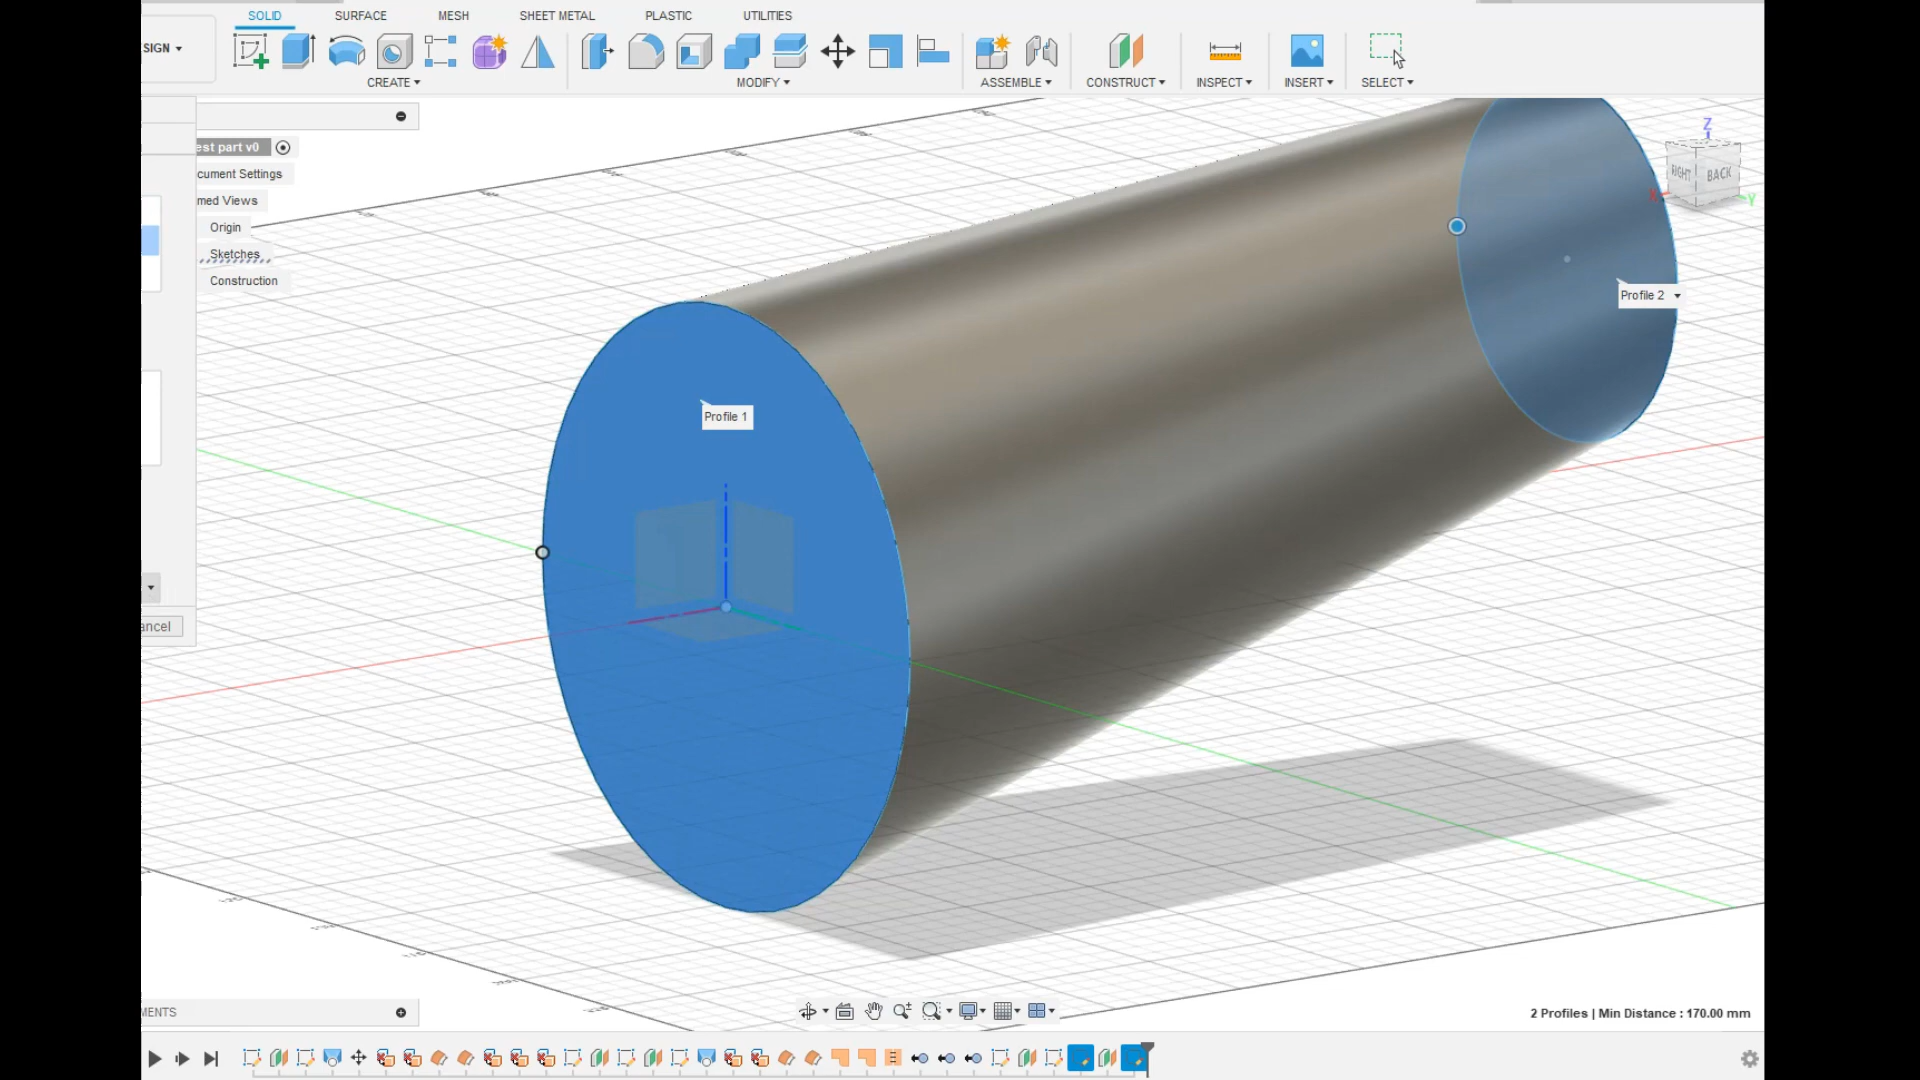 SOLID SURFACE MESH SHEET METAL PLASTIC UTILITIES
SIGN
CREATE MODIFY ASSEMBLE CONSTRUCT INSPECT INSERT SELECT
est part v0
cument Settings
med Views
Origin
Sketches
Construction
Z
RIGHT BACK
X Y
Profile 2
Profile 1
ancel
MENTS
2 Profiles | Min Distance : 170.00 mm